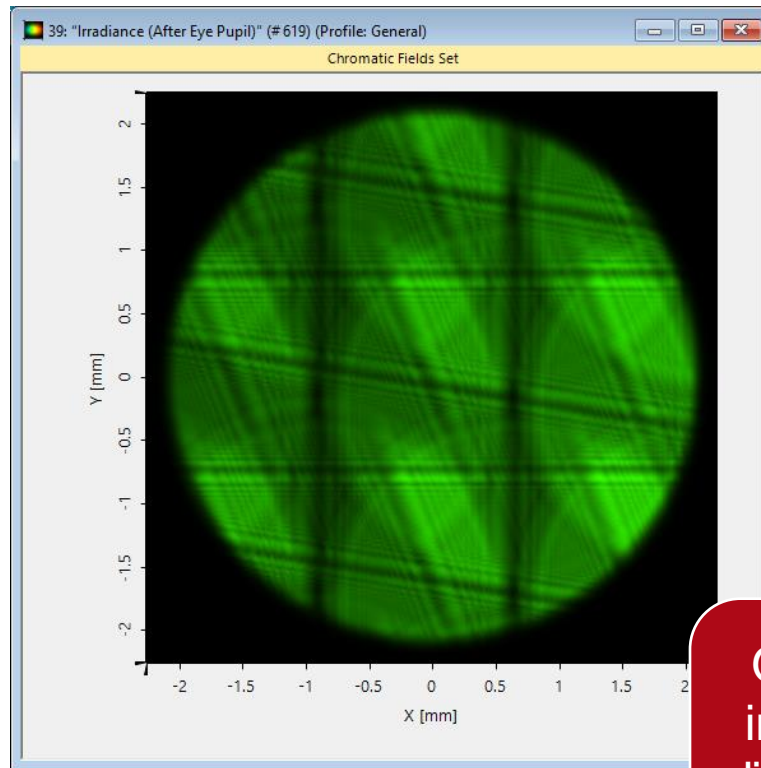 39: "Irradiance (After Eye Pupil)" (#619) (Profile: General)
Chromatic Fields Set
2
1.5
1
0.5
0
-0.5
-1
-1.5
-2
Y [mm]
-2 -1.5 -1 -0.5 0 0.5 1 1.5
X [mm]